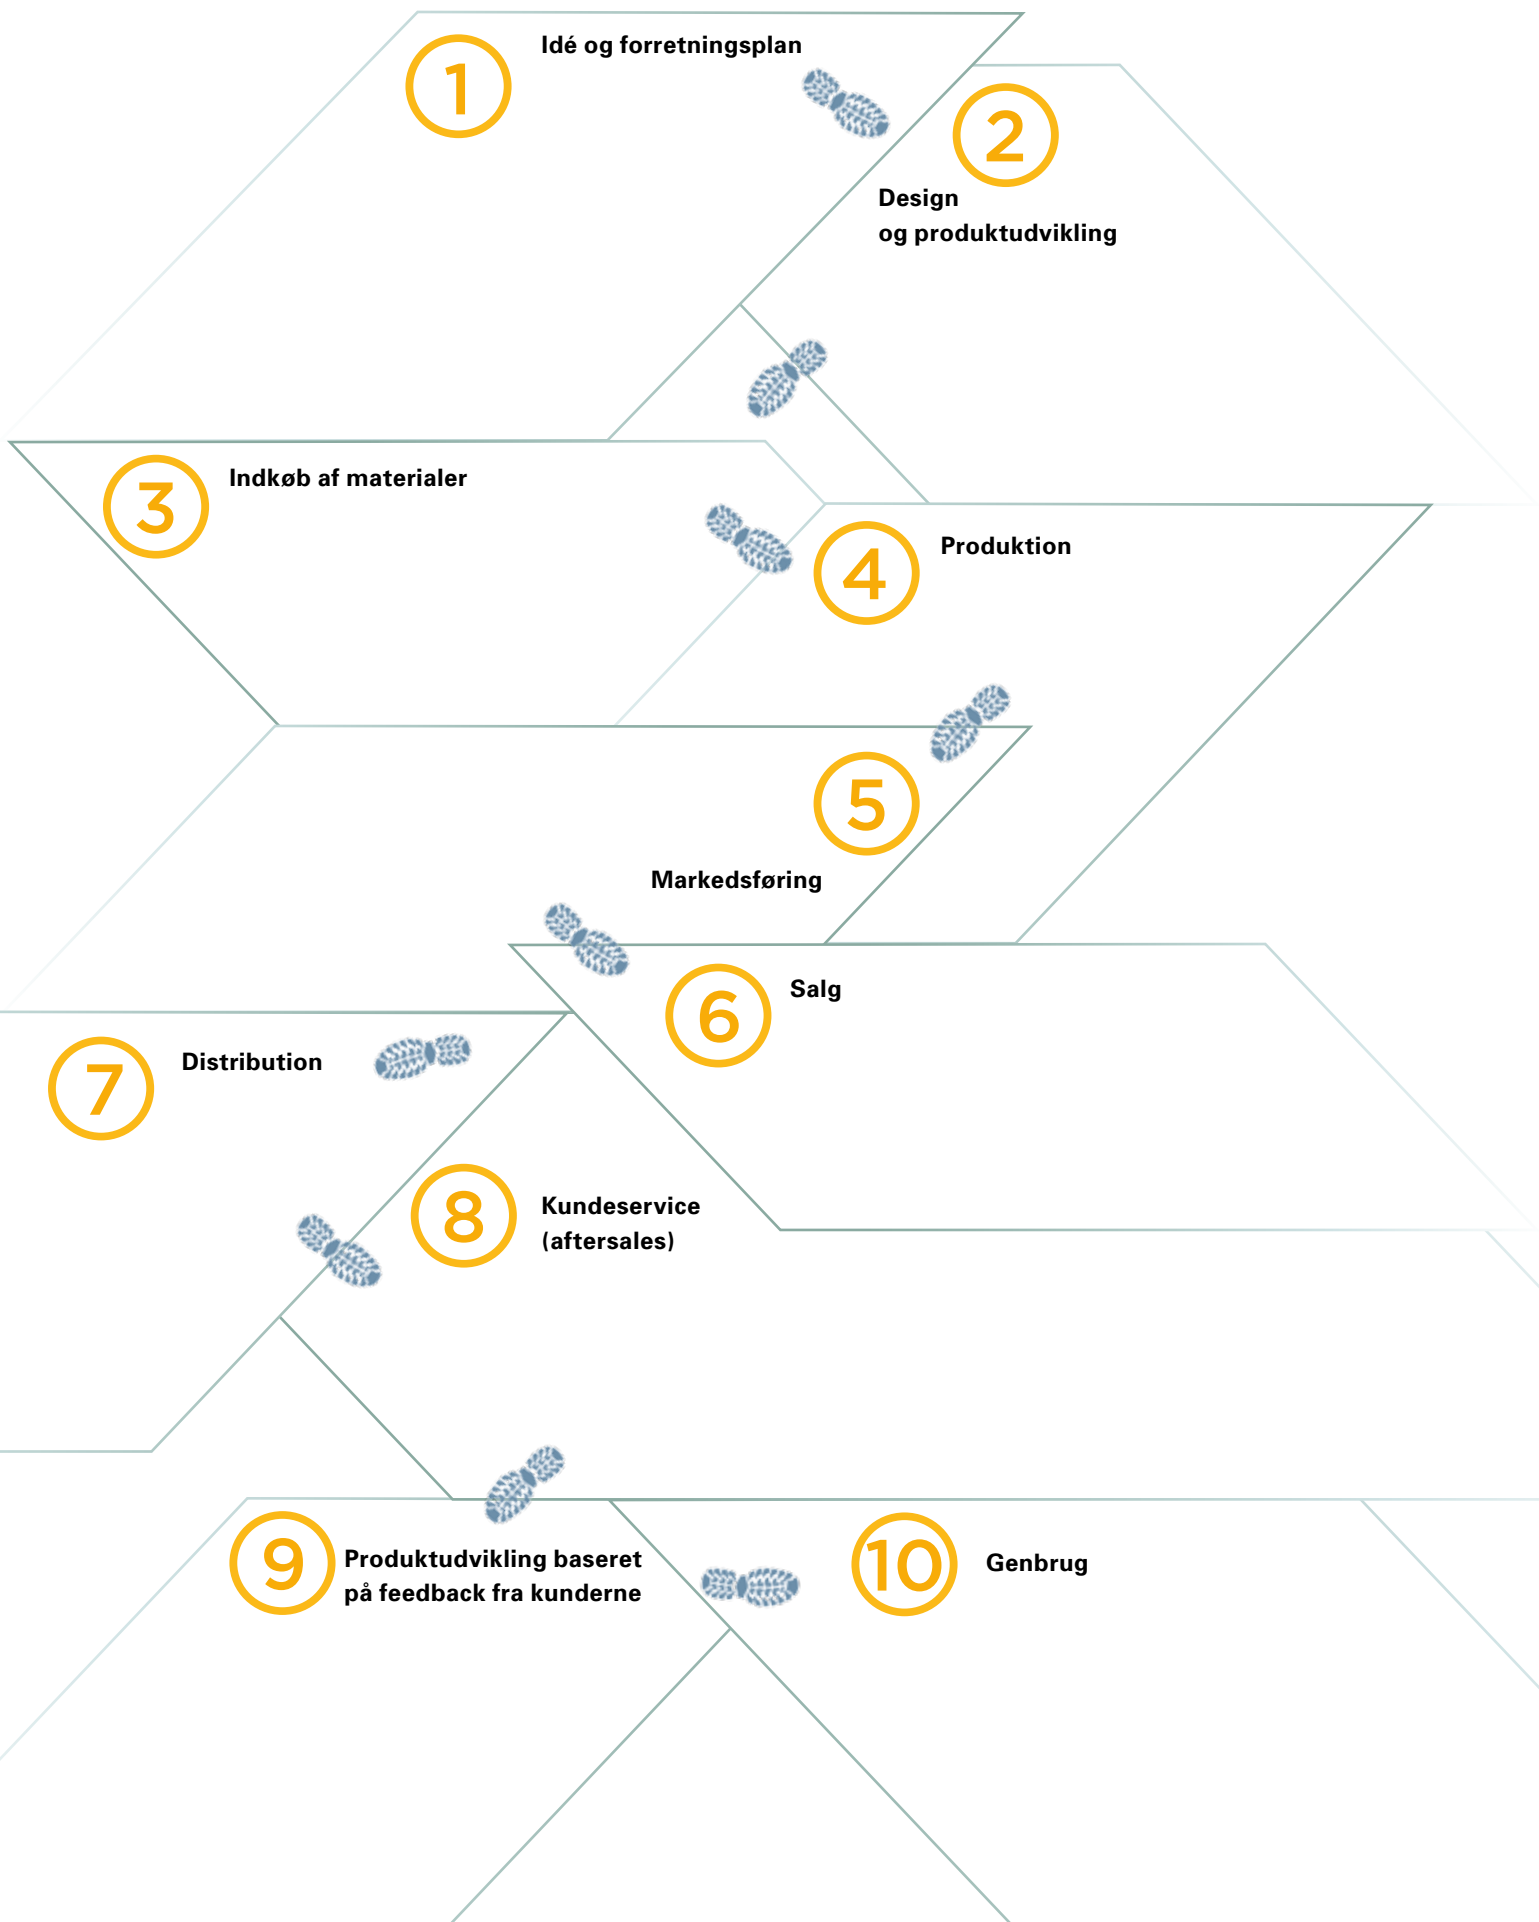 1
Idé og forretningsplan
2
Design
og produktudvikling
3
Indkøb af materialer
4
Produktion
5
Markedsføring
6
Salg
7
Distribution
8
Kundeservice
(aftersales)
9
Produktudvikling baseret
på feedback fra kunderne
10
Genbrug